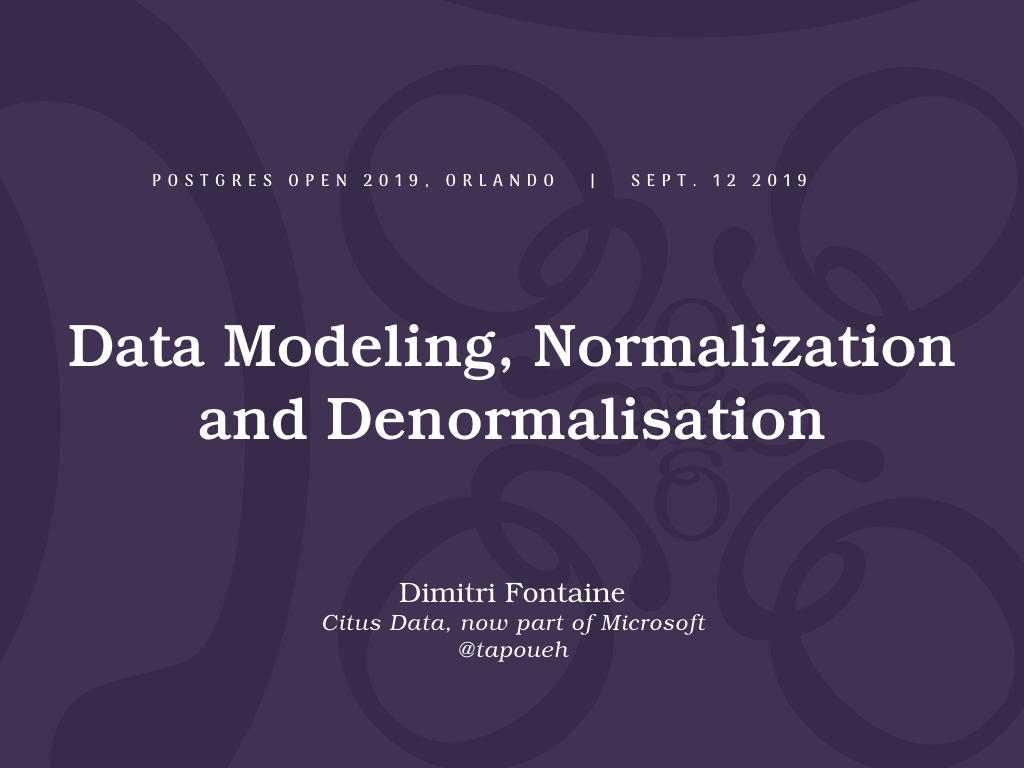 POSTGRES OPEN 2019, ORLANDO | SEPT. 12 2019
Data Modeling, Normalization
and Denormalisation
Dimitri Fontaine
Citus Data, now part of Microsoft
@tapoueh